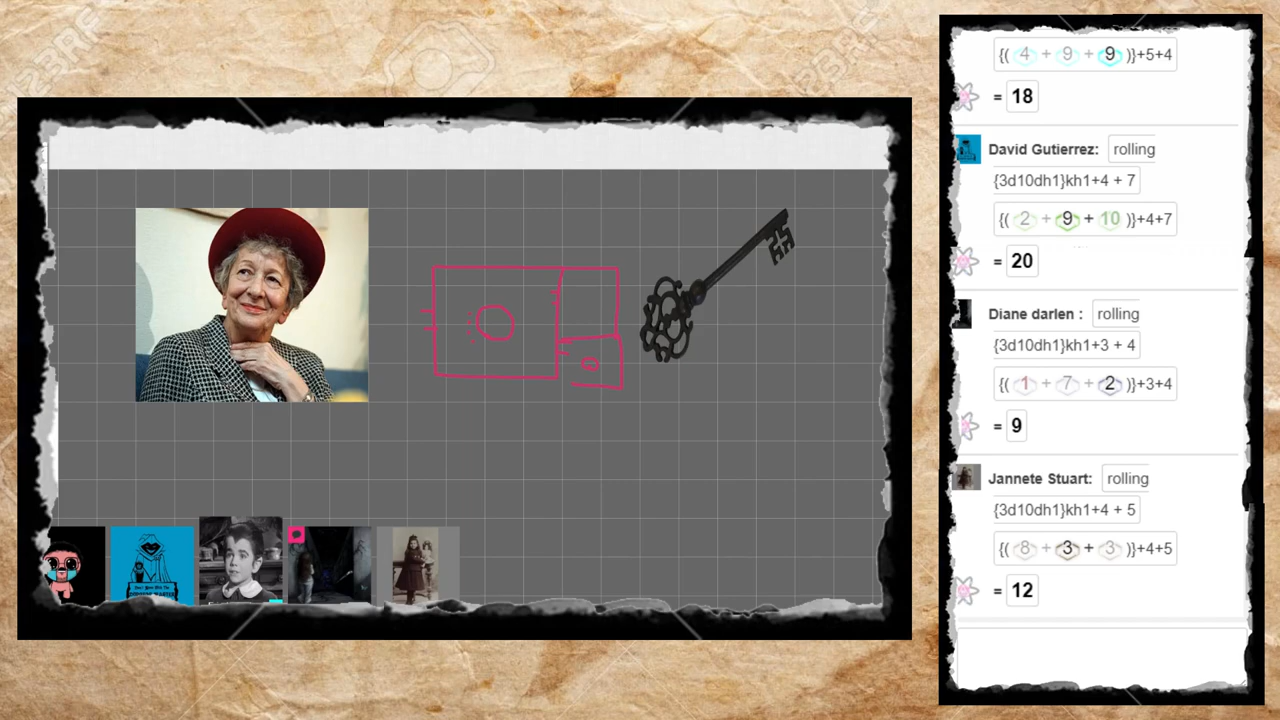 {( 4 + 9 + 9 )}+5+4
= 18
David Gutierrez: rolling
{3d10dh1}kh1+4 + 7
{( 2 + 9 + 10 )}+4+7
= 20
Diane darlen : rolling
{3d10dh1}kh1+3 + 4
{( 1 + 7 + 2 )}+3+4
= 9
Jannete Stuart: rolling
{3d10dh1}kh1+4 + 5
{( 8 + 3 + 3 )}+4+5
= 12
123RF